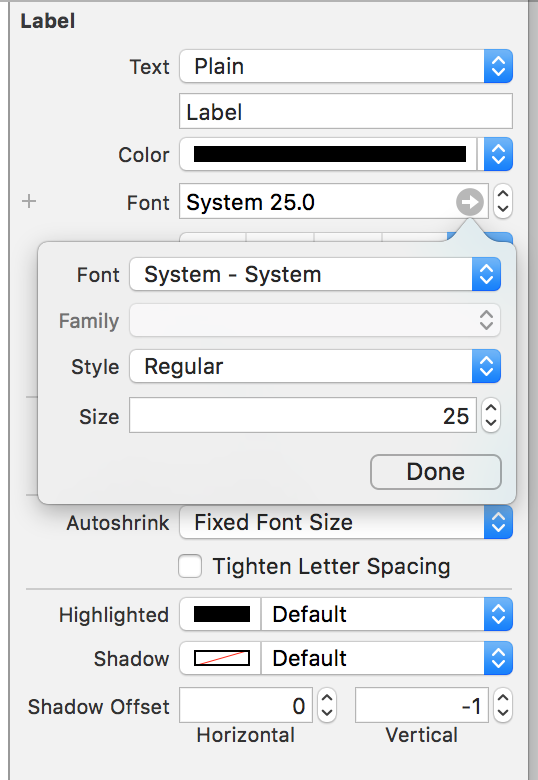 Label
Text Plain
Label
Color
+ Font System 25.0
Font System - System
Family
Style Regular
Size 25
Done
Autoshrink Fixed Font Size
Tighten Letter Spacing
Highlighted Default
Shadow Default
Shadow Offset 0 -1
Horizontal Vertical